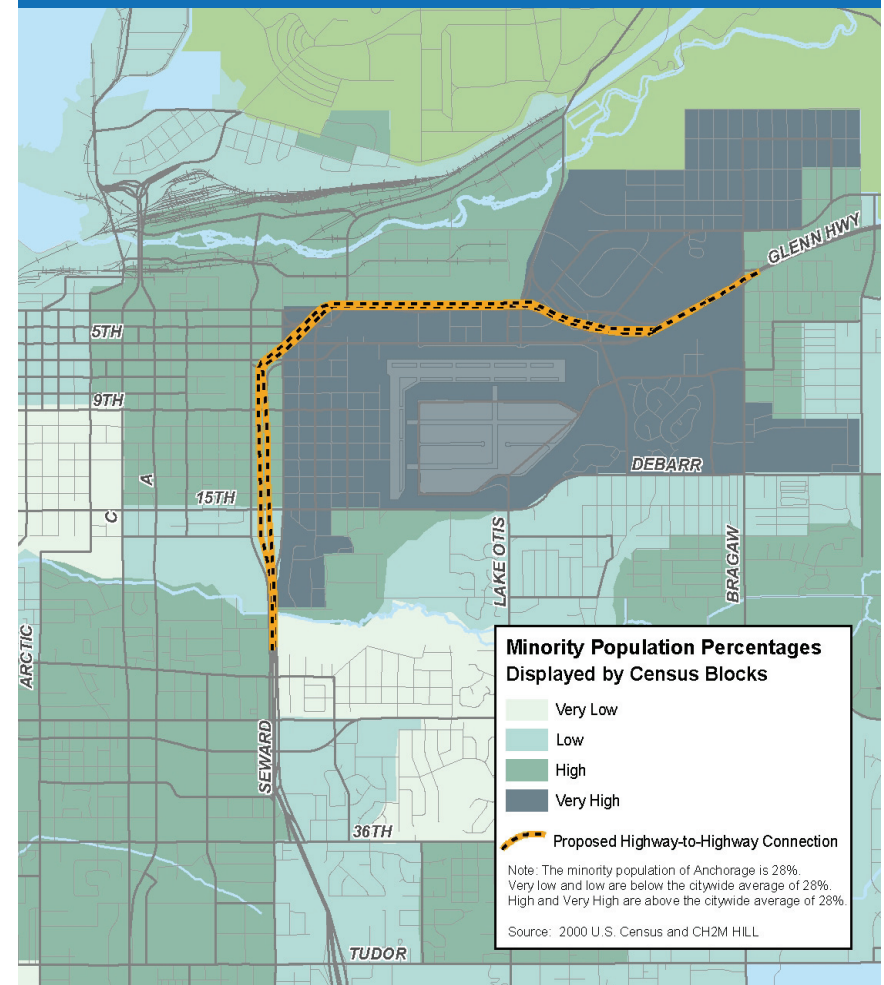 GLENN HWY
5TH
9TH
DEBARR
A
15TH
C
LAKE OTIS
BRAGAW
ARCTIC
SEWARD
36TH
TUDOR
Minority Population Percentages
Displayed by Census Blocks
Very Low
Low
High
Very High
Proposed Highway-to-Highway Connection
Note: The minority population of Anchorage is 28%.
Very low and low are below the citywide average of 28%.
High and Very High are above the citywide average of 28%.
Source: 2000 U.S. Census and CH2M HILL